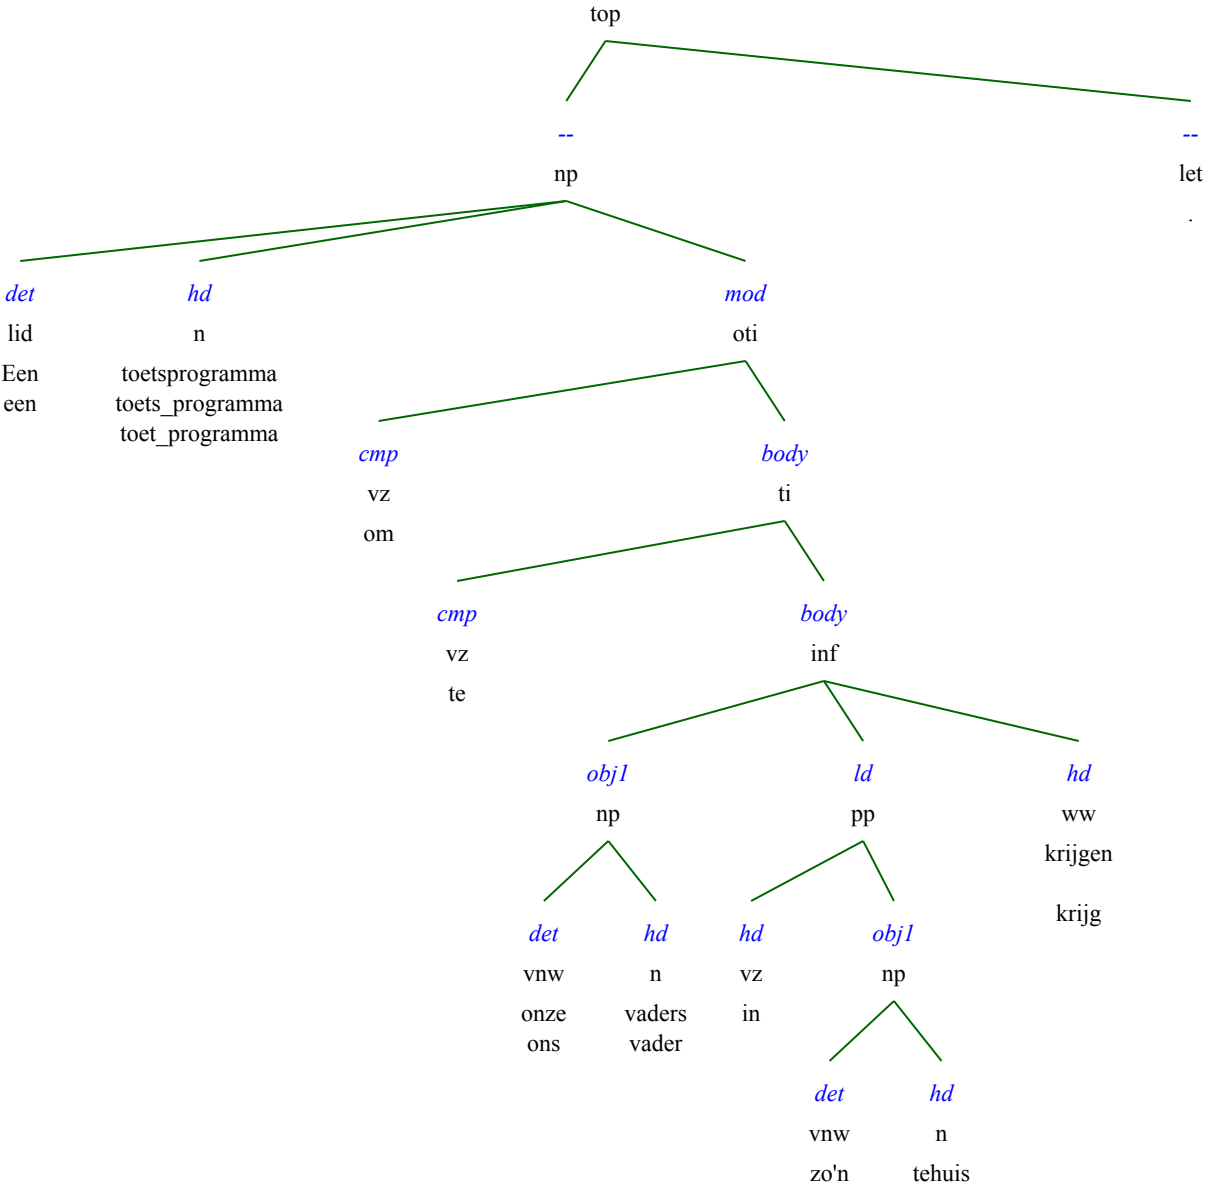 top
-- --
np let
.
det hd mod
lid n oti
Een toetsprogramma
een toets_programma
toet_programma
cmp body
vz ti
om
cmp body
vz inf
te
obj1 ld hd
np pp ww
krijgen
krijg
det hd hd obj1
vnw n vz np
onze vaders in
ons vader
det hd
vnw n
zo'n tehuis